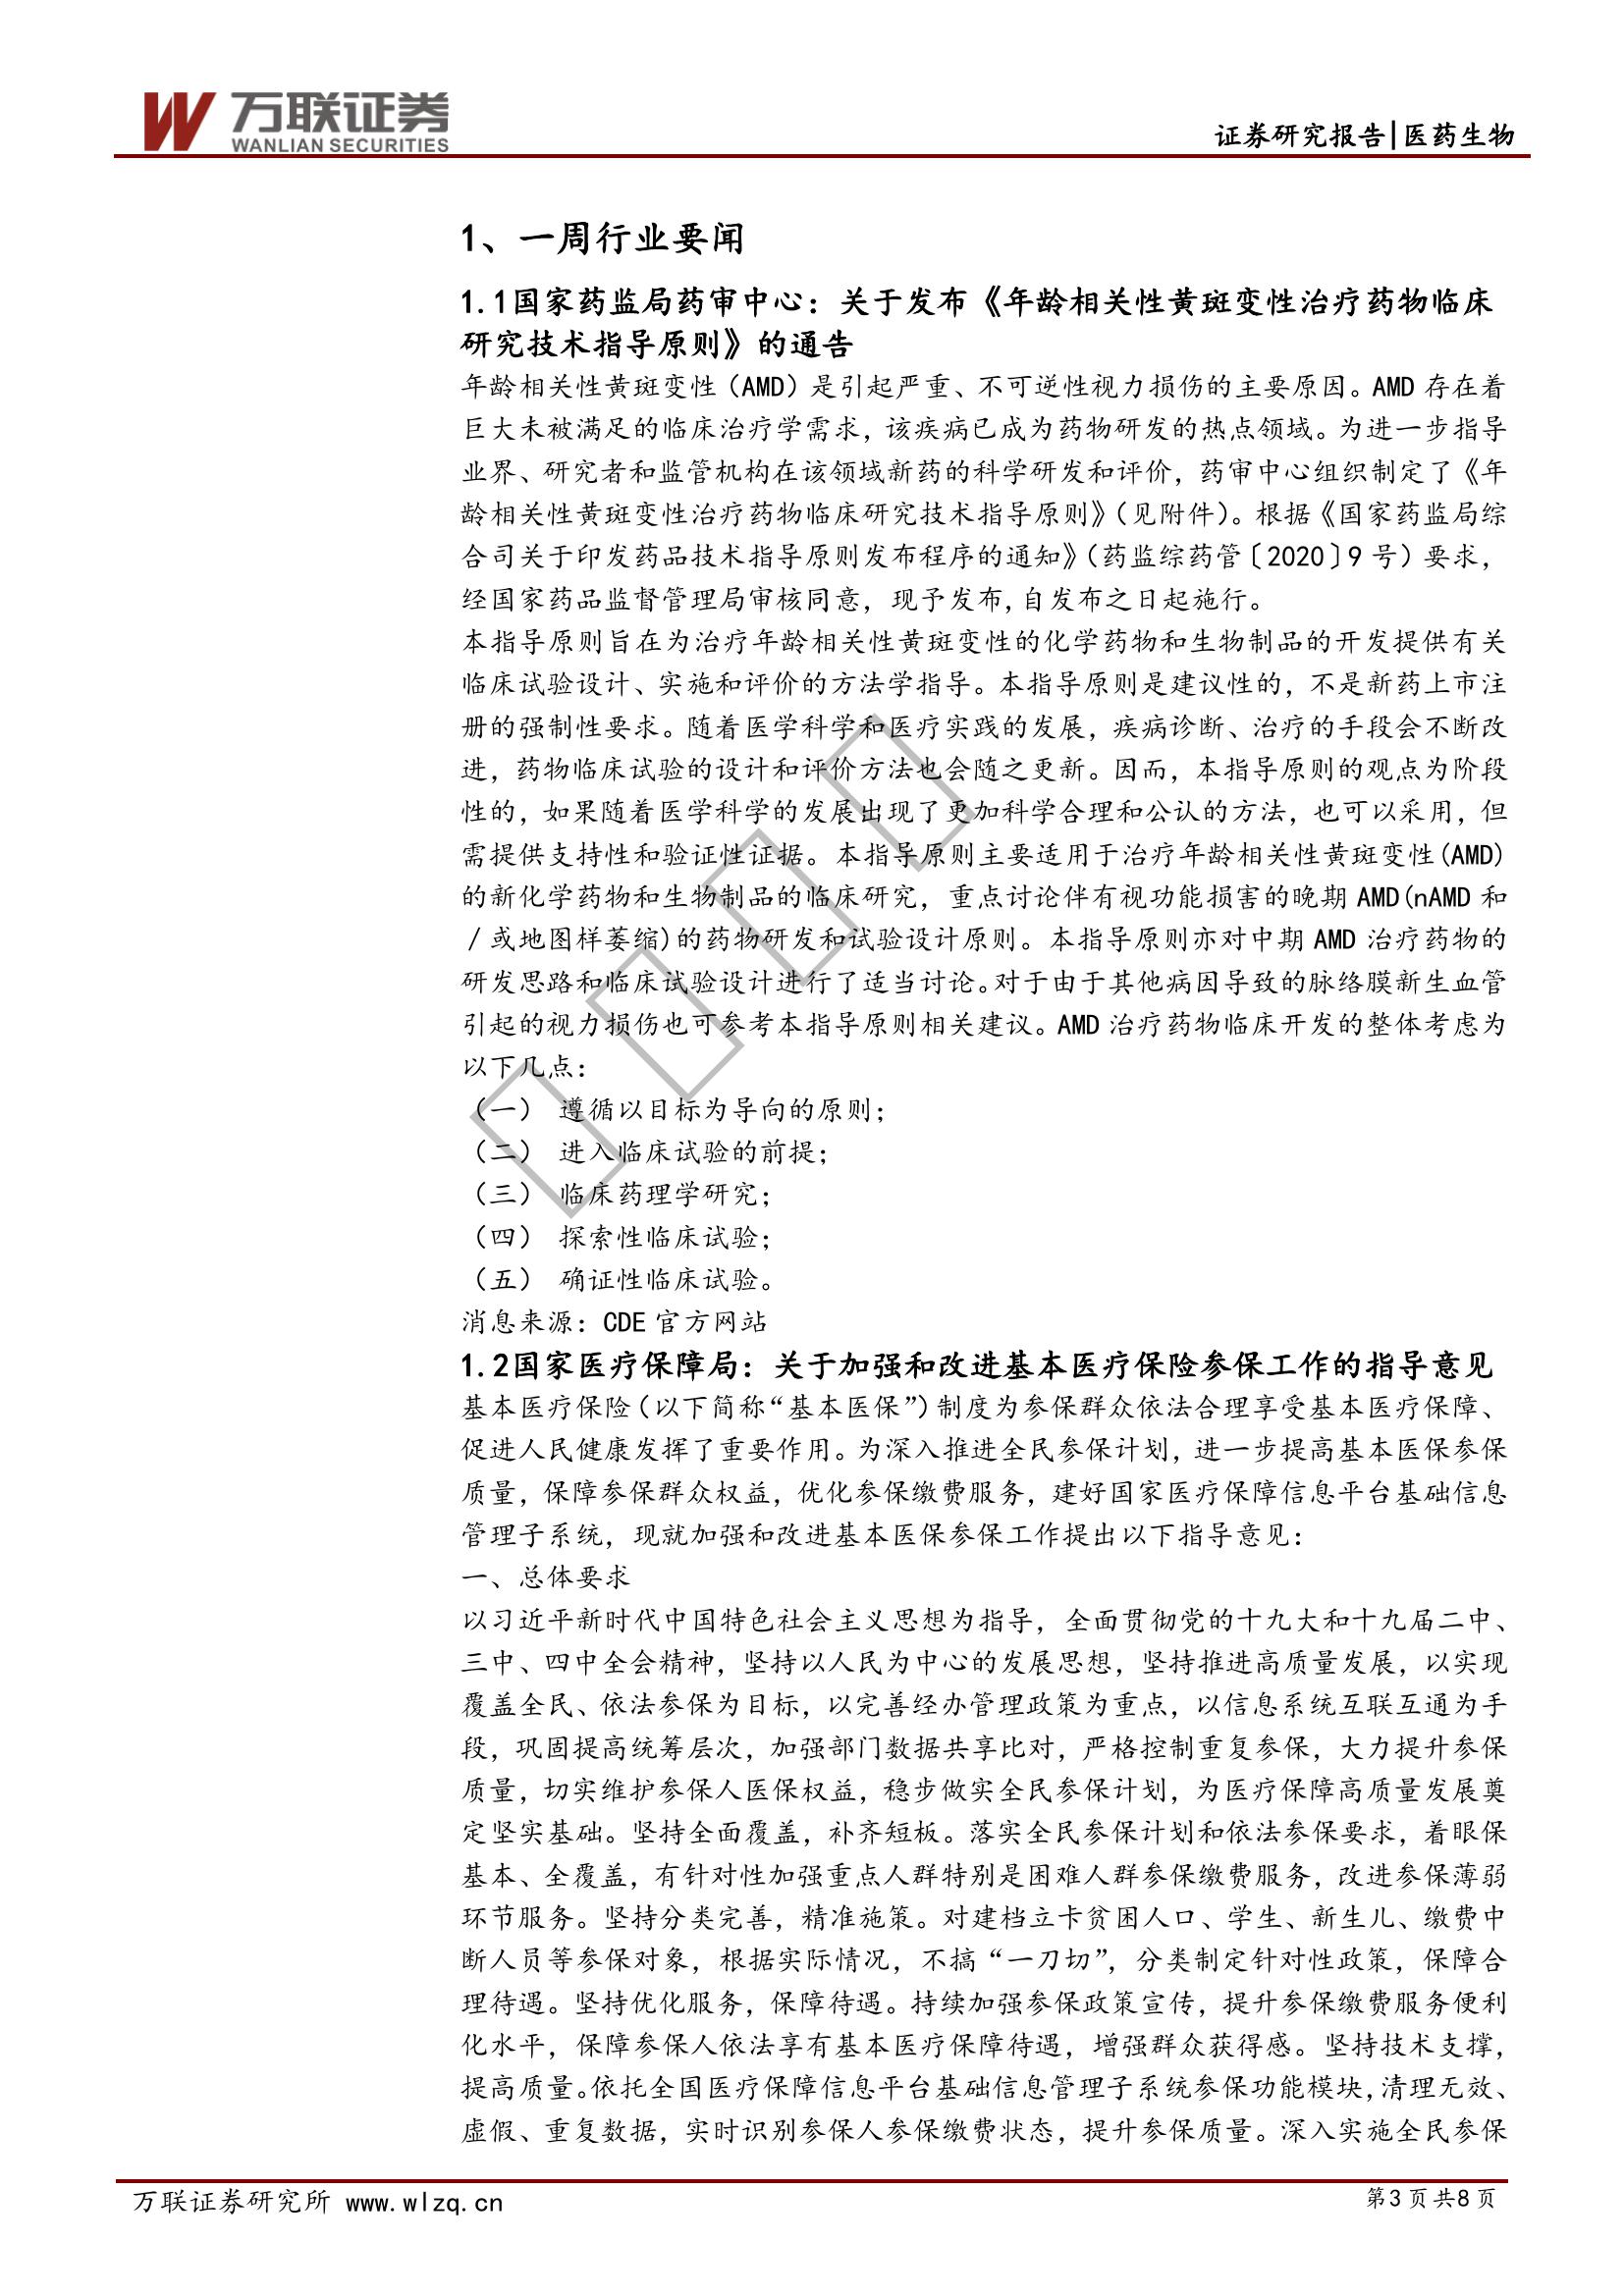 万联证券
WANLIAN SECURITIES
证券研究报告|医药生物
1、一周行业要闻
1.1国家药监局药审中心：关于发布《年龄相关性黄斑变性治疗药物临床
研究技术指导原则》的通告
年龄相关性黄斑变性（AMD）是引起严重、不可逆性视力损伤的主要原因。AMD 存在着
巨大未被满足的临床治疗学需求，该疾病已成为药物研发的热点领域。为进一步指导
业界、研究者和监管机构在该领域新药的科学研发和评价，药审中心组织制定了《年
龄相关性黄斑变性治疗药物临床研究技术指导原则》（见附件）。根据《国家药监局综
合司关于印发药品技术指导原则发布程序的通知》（药监综药管〔2020〕9 号）要求，
经国家药品监督管理局审核同意，现予发布,自发布之日起施行。
本指导原则旨在为治疗年龄相关性黄斑变性的化学药物和生物制品的开发提供有关
临床试验设计、实施和评价的方法学指导。本指导原则是建议性的，不是新药上市注
册的强制性要求。随着医学科学和医疗实践的发展，疾病诊断、治疗的手段会不断改
进，药物临床试验的设计和评价方法也会随之更新。因而，本指导原则的观点为阶段
性的，如果随着医学科学的发展出现了更加科学合理和公认的方法，也可以采用，但
需提供支持性和验证性证据。本指导原则主要适用于治疗年龄相关性黄斑变性(AMD)
的新化学药物和生物制品的临床研究，重点讨论伴有视功能损害的晚期 AMD(nAMD 和
／或地图样萎缩)的药物研发和试验设计原则。本指导原则亦对中期 AMD 治疗药物的
研发思路和临床试验设计进行了适当讨论。对于由于其他病因导致的脉络膜新生血管
引起的视力损伤也可参考本指导原则相关建议。AMD 治疗药物临床开发的整体考虑为
以下几点：
（一） 遵循以目标为导向的原则；
（二） 进入临床试验的前提；
（三） 临床药理学研究；
（四） 探索性临床试验；
（五） 确证性临床试验。
消息来源：CDE 官方网站
1.2国家医疗保障局：关于加强和改进基本医疗保险参保工作的指导意见
基本医疗保险（以下简称“基本医保”）制度为参保群众依法合理享受基本医疗保障、
促进人民健康发挥了重要作用。为深入推进全民参保计划，进一步提高基本医保参保
质量，保障参保群众权益，优化参保缴费服务，建好国家医疗保障信息平台基础信息
管理子系统，现就加强和改进基本医保参保工作提出以下指导意见：
一、总体要求
以习近平新时代中国特色社会主义思想为指导，全面贯彻党的十九大和十九届二中、
三中、四中全会精神，坚持以人民为中心的发展思想，坚持推进高质量发展，以实现
覆盖全民、依法参保为目标，以完善经办管理政策为重点，以信息系统互联互通为手
段，巩固提高统筹层次，加强部门数据共享比对，严格控制重复参保，大力提升参保
质量，切实维护参保人医保权益，稳步做实全民参保计划，为医疗保障高质量发展奠
定坚实基础。坚持全面覆盖，补齐短板。落实全民参保计划和依法参保要求，着眼保
基本、全覆盖，有针对性加强重点人群特别是困难人群参保缴费服务，改进参保薄弱
环节服务。坚持分类完善，精准施策。对建档立卡贫困人口、学生、新生儿、缴费中
断人员等参保对象，根据实际情况，不搞“一刀切”，分类制定针对性政策，保障合
理待遇。坚持优化服务，保障待遇。持续加强参保政策宣传，提升参保缴费服务便利
化水平，保障参保人依法享有基本医疗保障待遇，增强群众获得感。坚持技术支撑，
提高质量。依托全国医疗保障信息平台基础信息管理子系统参保功能模块,清理无效、
虚假、重复数据，实时识别参保人参保缴费状态，提升参保质量。深入实施全民参保
万联证券研究所 www.wlzq.cn
第3页共8页